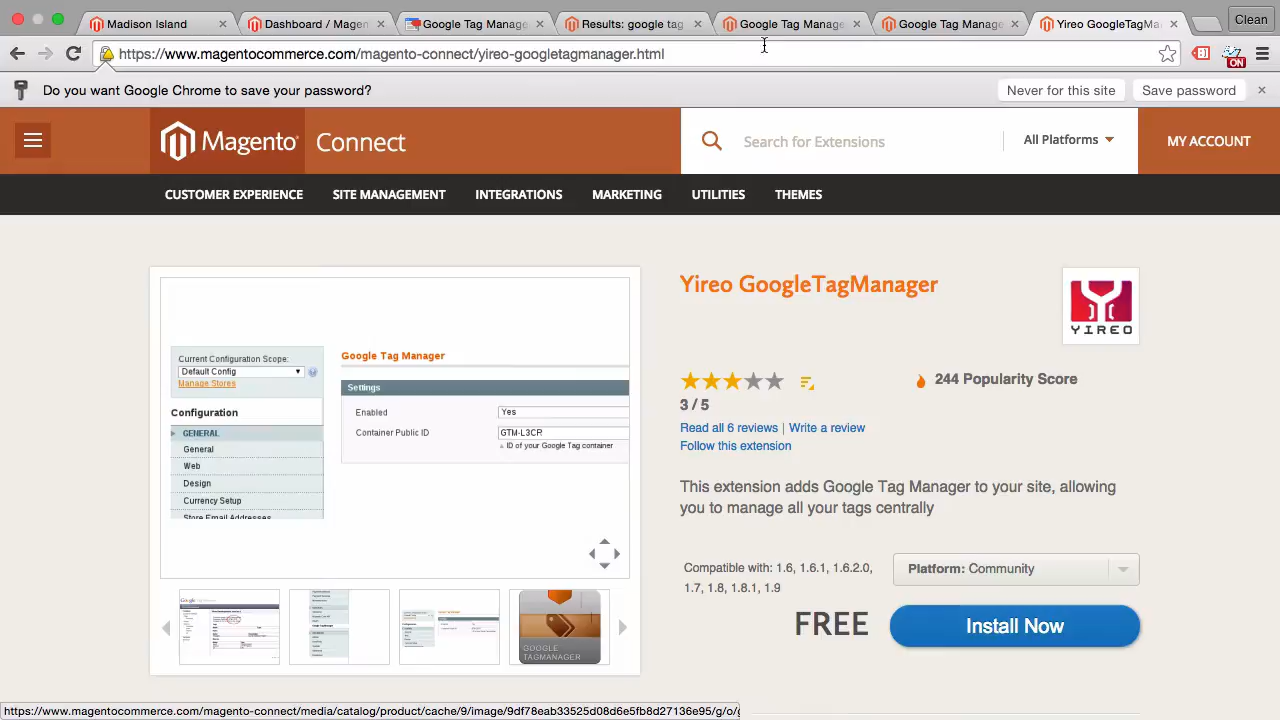 Madison Island
Dashboard / Magen
Google Tag Manage
Results: google tag
Google Tag Manage
Google Tag Manage
Yireo GoogleTagMa
Clean
https://www.magentocommerce.com/magento-connect/yireo-googletagmanager.html
ON
Do you want Google Chrome to save your password?
Never for this site
Save password
Magento
Connect
Search for Extensions
All Platforms
MY ACCOUNT
CUSTOMER EXPERIENCE
SITE MANAGEMENT
INTEGRATIONS
MARKETING
UTILITIES
THEMES
Current Configuration Scope:
Default Config
Manage Stores
Configuration
GENERAL
General
Web
Design
Currency Setup
Store Email Addresses
Google Tag Manager
Settings
Enabled
Yes
Container Public ID
GTM-L3CR
ID of your Google Tag container
GOOGLE
TAGMANAGER
Yireo GoogleTagManager
YIREO
244 Popularity Score
3 / 5
Read all 6 reviews | Write a review
Follow this extension
This extension adds Google Tag Manager to your site, allowing
you to manage all your tags centrally
Compatible with: 1.6, 1.6.1, 1.6.2.0,
1.7, 1.8, 1.8.1, 1.9
Platform: Community
FREE
Install Now
https://www.magentocommerce.com/magento-connect/media/catalog/product/cache/9/image/9df78eab33525d08d6e5fb8d27136e95/g/o/g